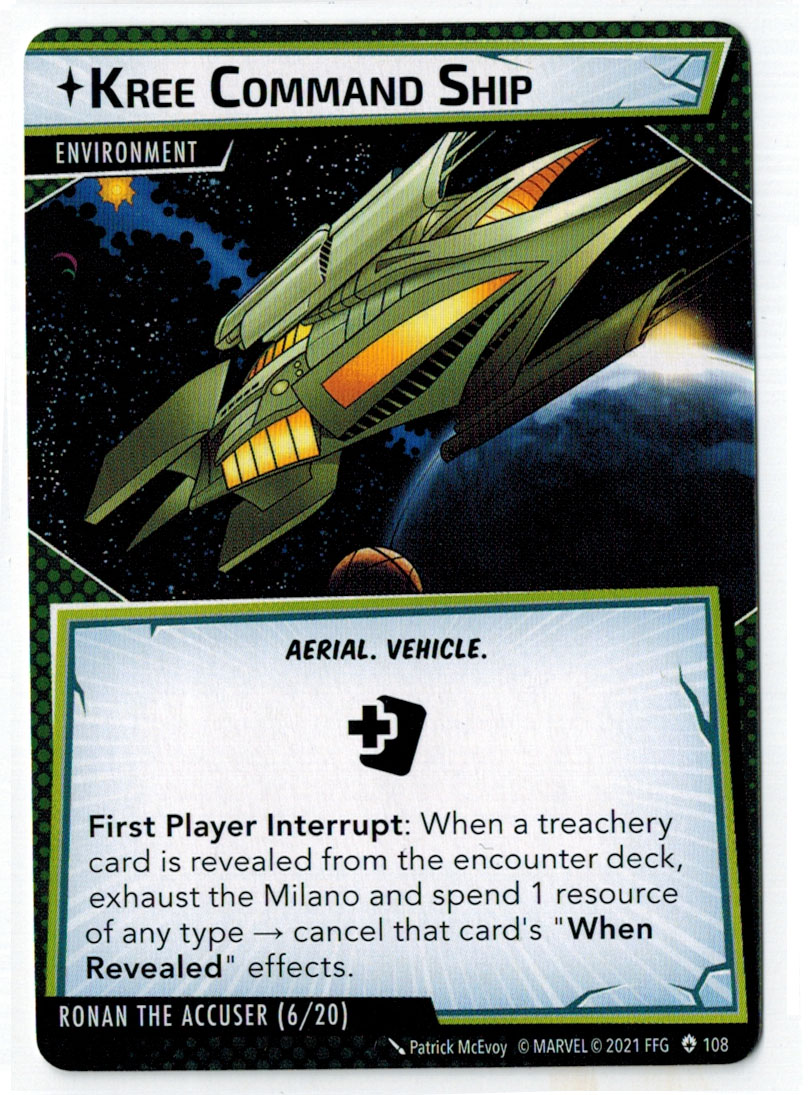 KREE COMMAND SHIP
ENVIRONMENT
AERIAL. VEHICLE.
First Player Interrupt: When a treachery
card is revealed from the encounter deck,
exhaust the Milano and spend 1 resource
of any type → cancel that card's "When
Revealed" effects.
RONAN THE ACCUSER (6/20)
Patrick McEvoy © MARVEL © 2021 FFG 108